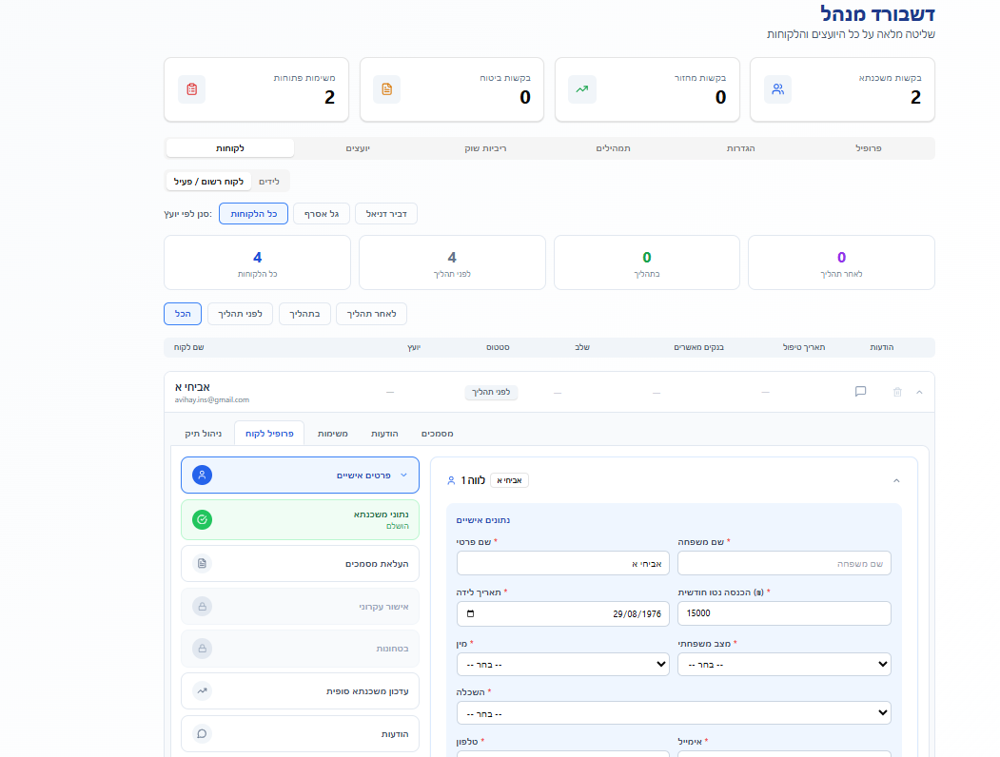 דשבורד מנהל
שליטה מלאה על כל היועצים והלקוחות
בקשות משכנתא
2
בקשות מחזור
0
בקשות ביטוח
0
משימות פתוחות
2
פרופיל
הגדרות
תמהילים
ריביות שוק
יועצים
לקוחות
לידים
לקוח רשום / פעיל
סנן לפי יועץ:
כל הלקוחות
גל אסרף
דביר דניאל
4
כל הלקוחות
4
לפני תהליך
0
בתהליך
0
לאחר תהליך
הכל
לפני תהליך
בתהליך
לאחר תהליך
שם לקוח
יועץ
סטטוס
שלב
בנקים מאשרים
תאריך טיפול
הודעות
אביחי א
avihay.ins@gmail.com
—
לפני תהליך
—
—
—
ניהול תיק
פרופיל לקוח
משימות
הודעות
מסמכים
פרטים אישיים
נתוני משכנתא
הושלם
העלאת מסמכים
אישור עקרוני
בטחונות
עדכון משכנתא סופית
הודעות
לווה 1
אביחי א
נתונים אישיים
שם פרטי *
אביחי א
שם משפחה *
שם משפחה
תאריך לידה *
29/08/1976
הכנסה נטו חודשית (₪) *
15000
מין *
-- בחר --
מצב משפחתי *
-- בחר --
השכלה *
-- בחר --
טלפון *
אימייל *